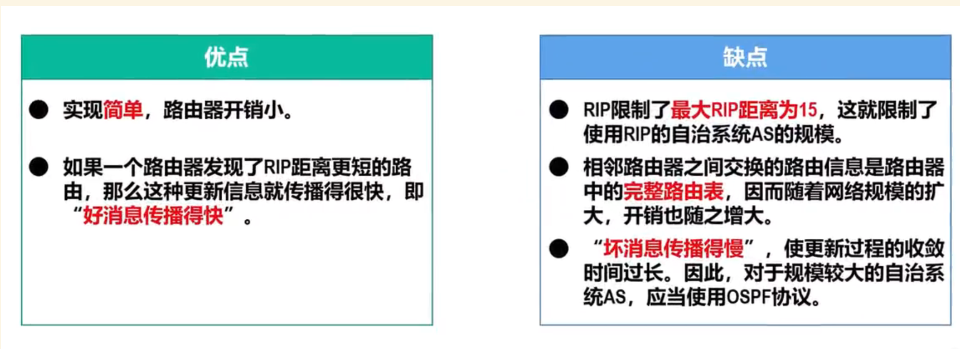 优点
● 实现简单，路由器开销小。
● 如果一个路由器发现了RIP距离更短的路
由，那么这种更新信息就传播得很快，即
“好消息传播得快”。
缺点
● RIP限制了最大RIP距离为15，这就限制了
使用RIP的自治系统AS的规模。
● 相邻路由器之间交换的路由信息是路由器
中的完整路由表，因而随着网络规模的扩
大，开销也随之增大。
● “坏消息传播得慢”，使更新过程的收敛
时间过长。因此，对于规模较大的自治系
统AS，应当使用OSPF协议。